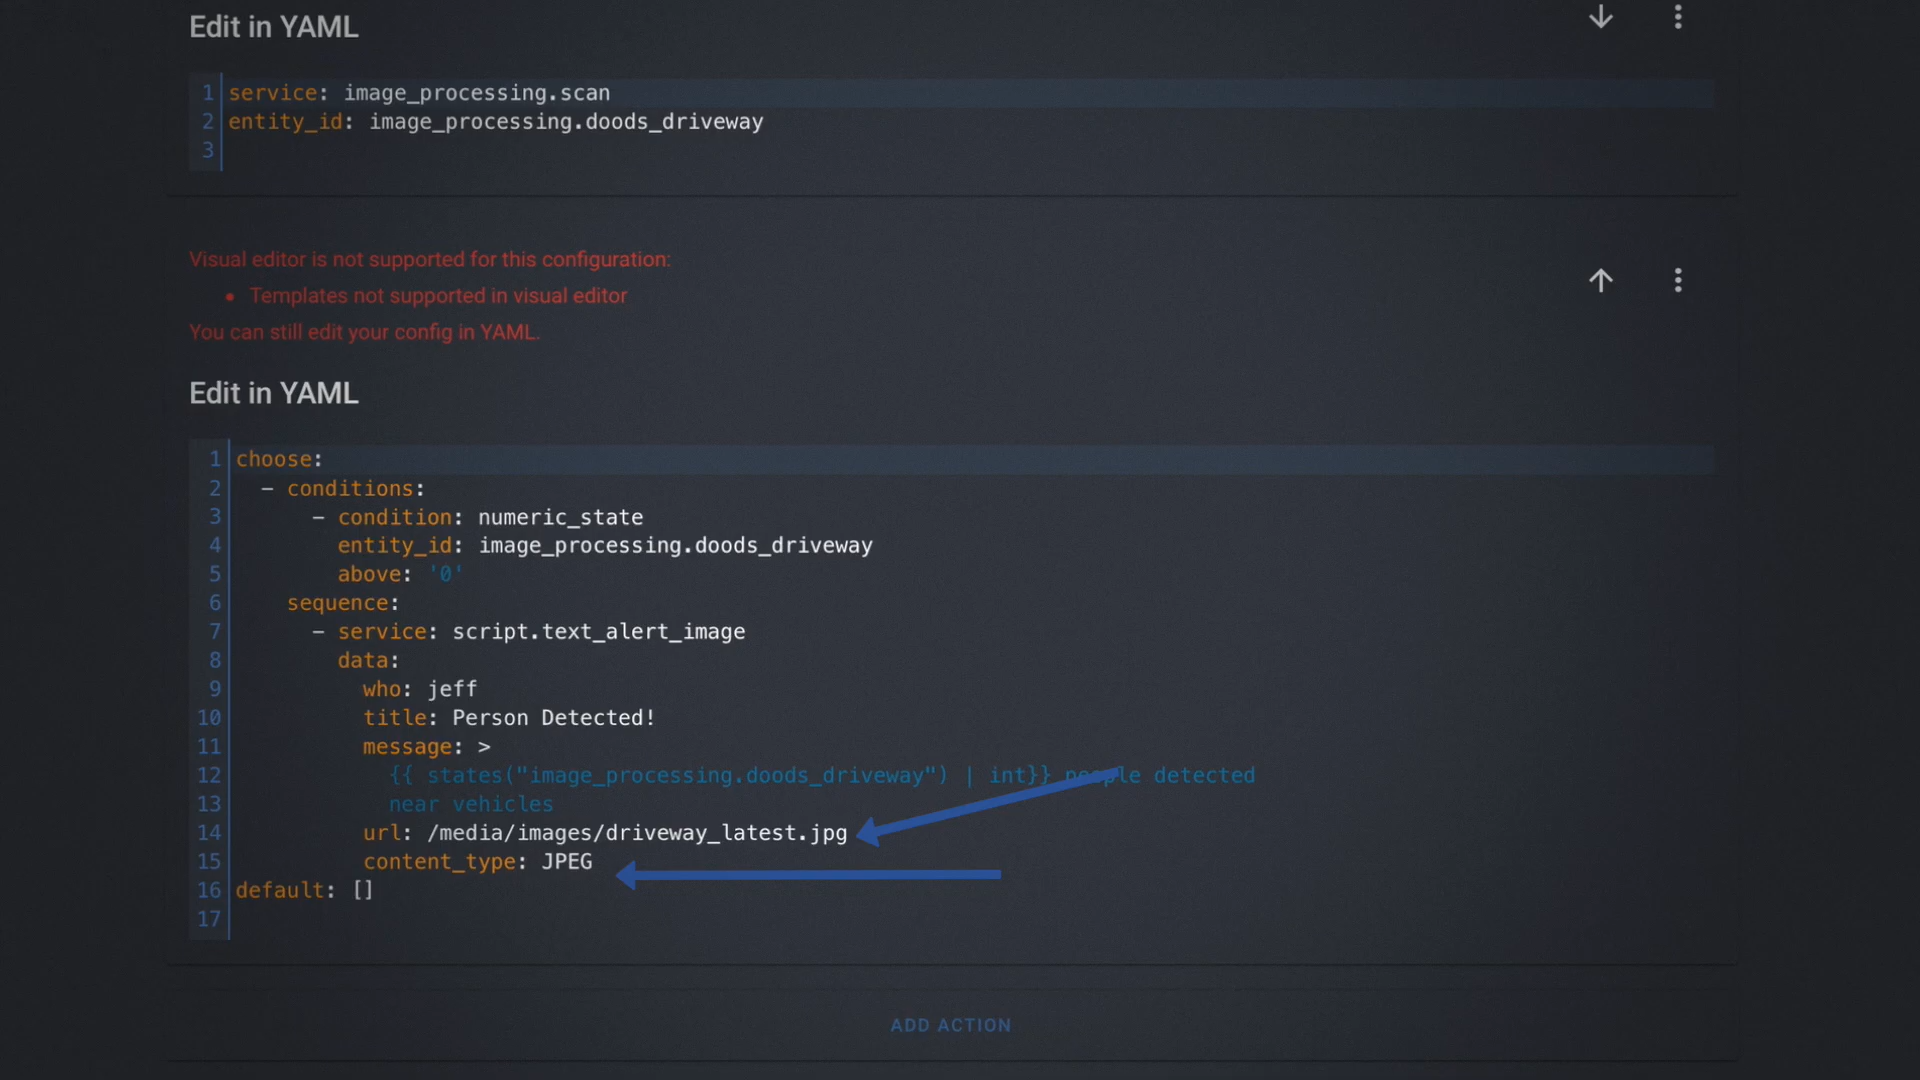 Edit in YAML
1 service: image_processing.scan
2 entity_id: image_processing.doods_driveway
3
Visual editor is not supported for this configuration:
• Templates not supported in visual editor
You can still edit your config in YAML.
Edit in YAML
1 choose:
2 - conditions:
3 - condition: numeric_state
4 entity_id: image_processing.doods_driveway
5 above: '0'
6 sequence:
7 - service: script.text_alert_image
8 data:
9 who: jeff
10 title: Person Detected!
11 message: >
12 {{ states("image_processing.doods_driveway") | int}} people detected
13 near vehicles
14 url: /media/images/driveway_latest.jpg
15 content_type: JPEG
16 default: []
17
ADD ACTION